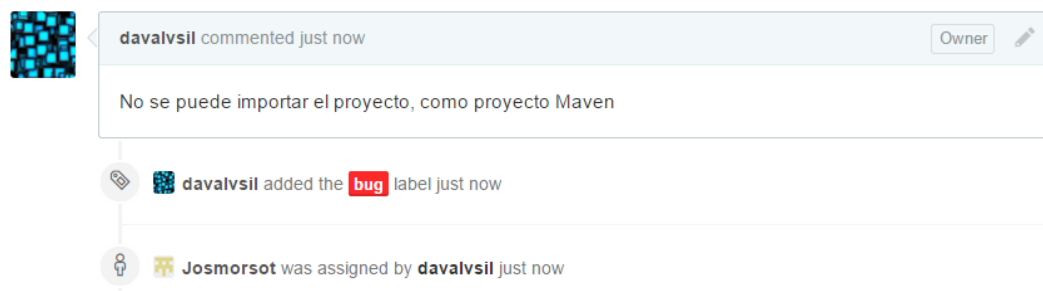 davalvsil commented just now Owner
No se puede importar el proyecto, como proyecto Maven
davalvsil added the bug label just now
Josmorsot was assigned by davalvsil just now